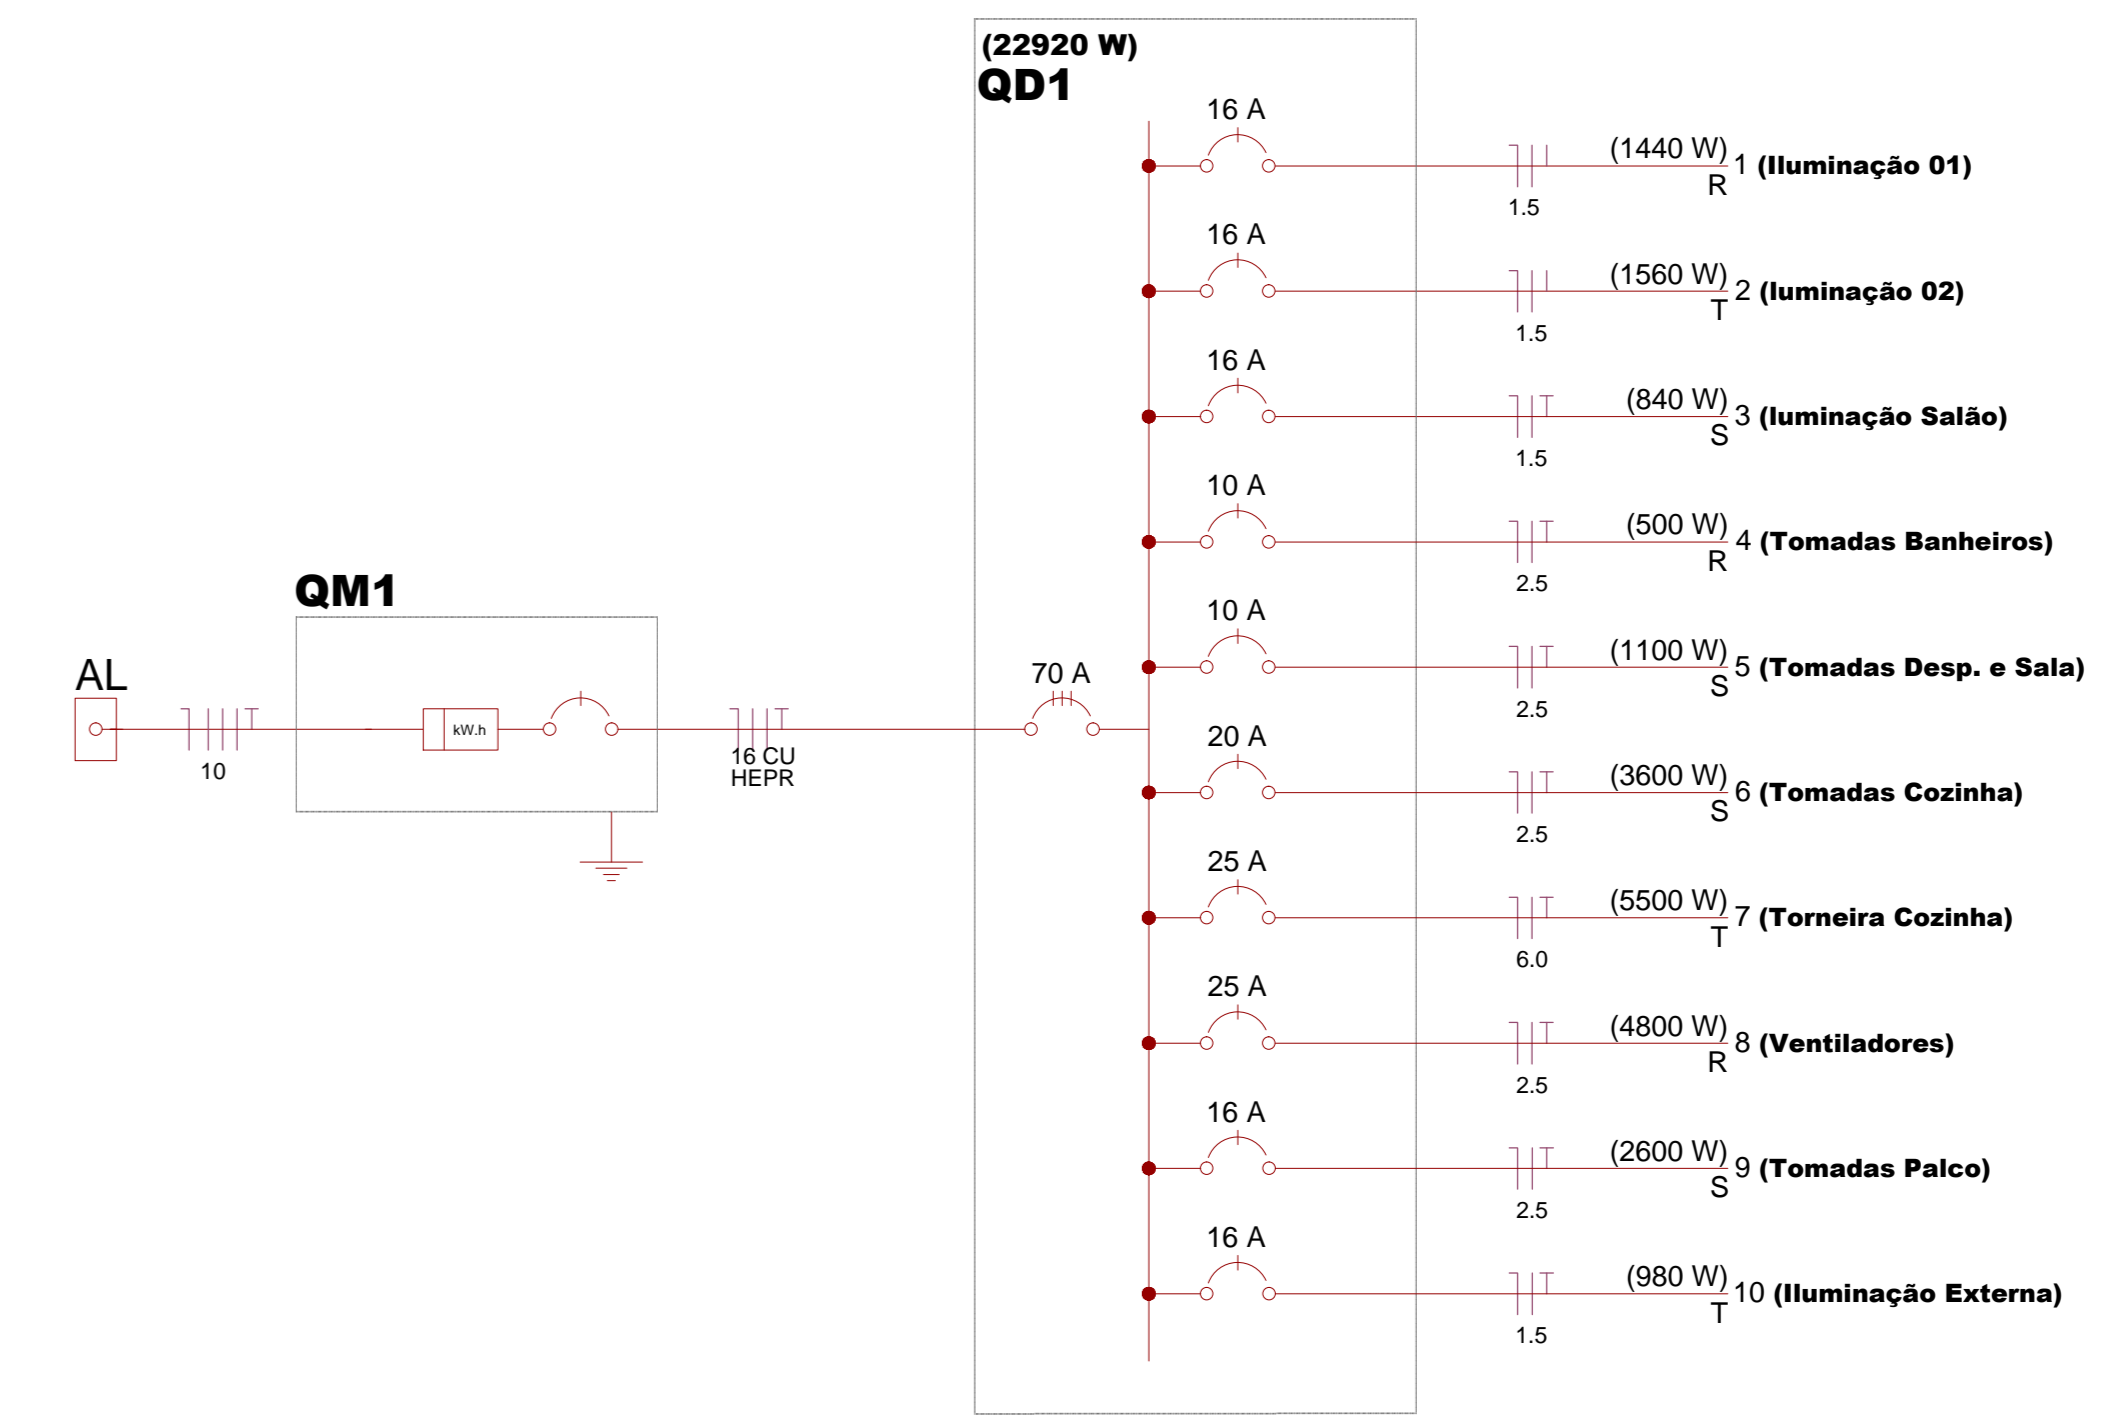 (22920 W)
QD1
16 A
(1440 W)
1 (Iluminação 01)
R
1.5
16 A
(1560 W)
2 (luminação 02)
T
1.5
16 A
(840 W)
3 (luminação Salão)
S
1.5
10 A
(500 W)
4 (Tomadas Banheiros)
R
2.5
10 A
(1100 W)
5 (Tomadas Desp. e Sala)
S
2.5
20 A
(3600 W)
6 (Tomadas Cozinha)
S
2.5
25 A
(5500 W)
7 (Torneira Cozinha)
T
6.0
25 A
(4800 W)
8 (Ventiladores)
R
2.5
16 A
(2600 W)
9 (Tomadas Palco)
S
2.5
16 A
(980 W)
10 (Iluminação Externa)
T
1.5
QM1
AL
10
kW.h
16 CU
HEPR
70 A